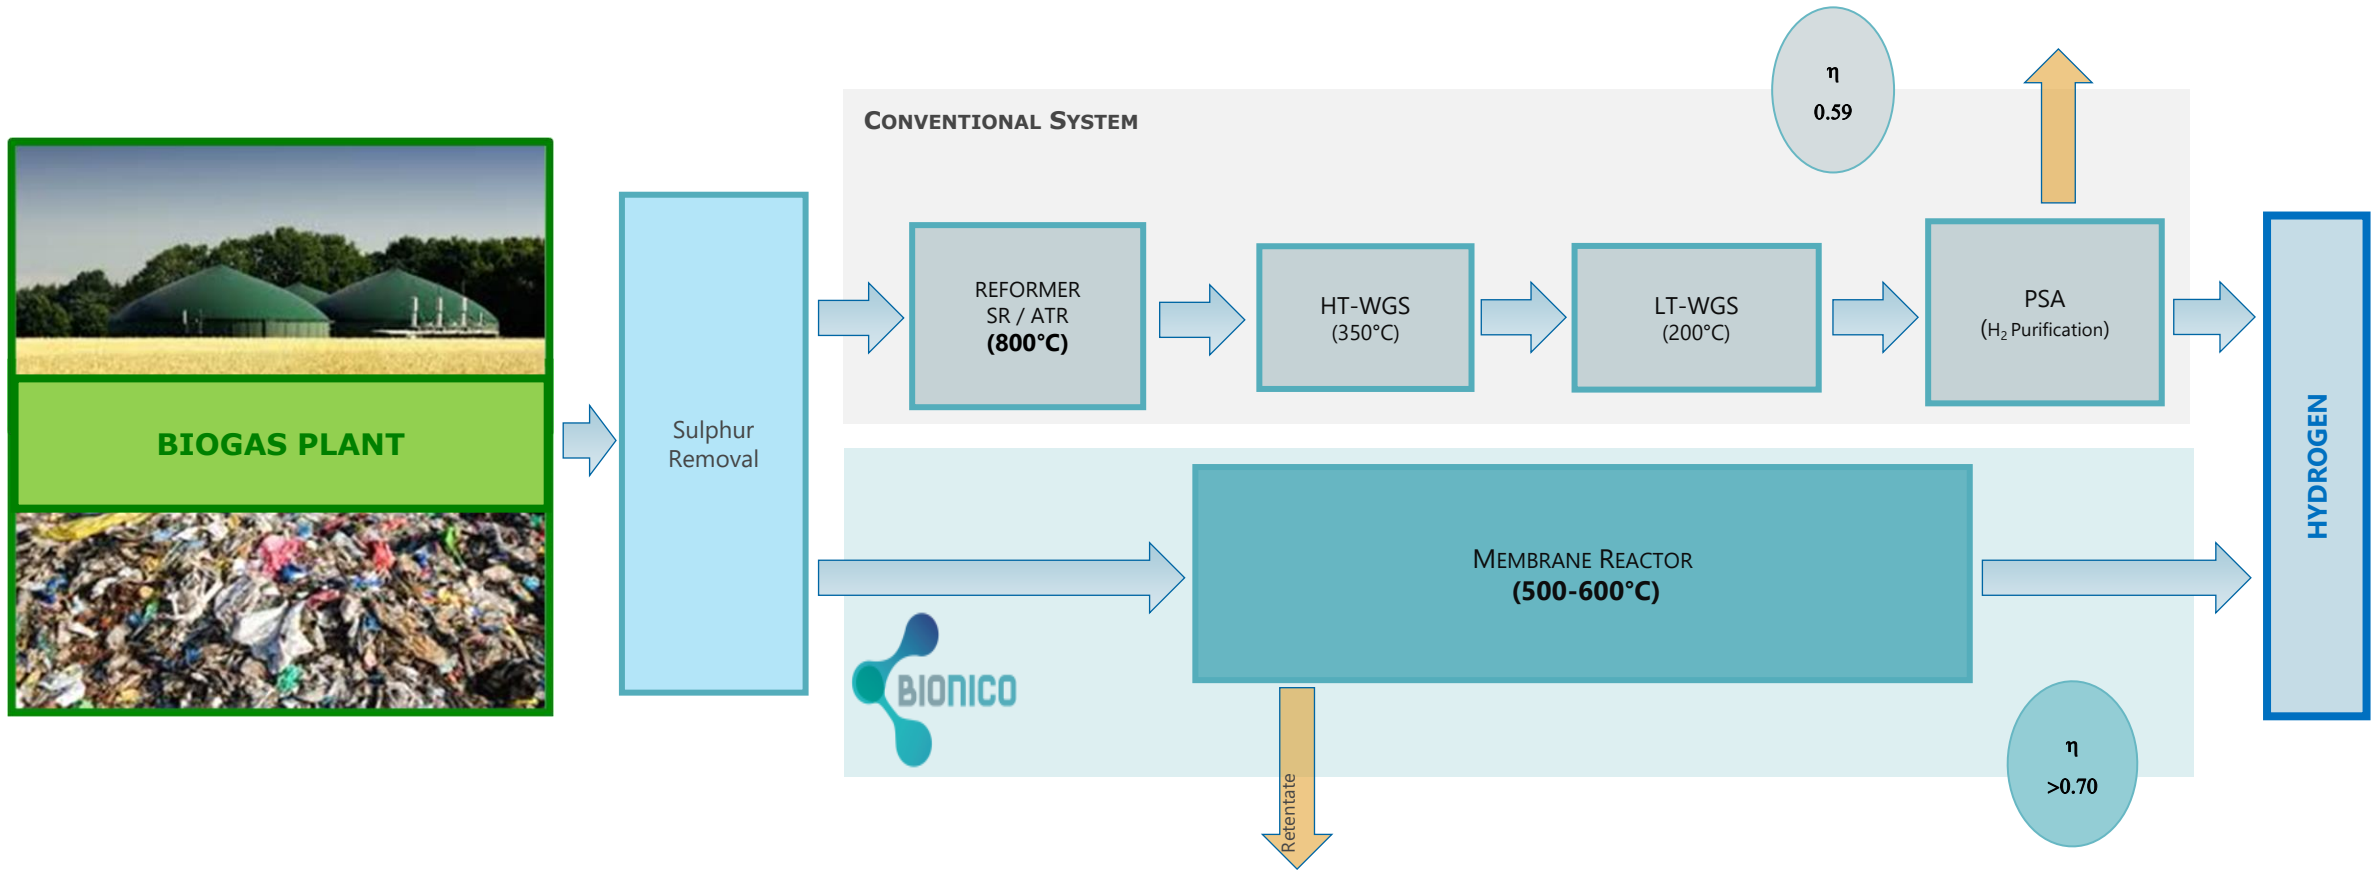 CONVENTIONAL SYSTEM
η
0.59
BIOGAS PLANT
Sulphur
Removal
REFORMER
SR / ATR
(800°C)
HT-WGS
(350°C)
LT-WGS
(200°C)
PSA
(H₂ Purification)
MEMBRANE REACTOR
(500-600°C)
BIONICO
Retentate
η
>0.70
HYDROGEN